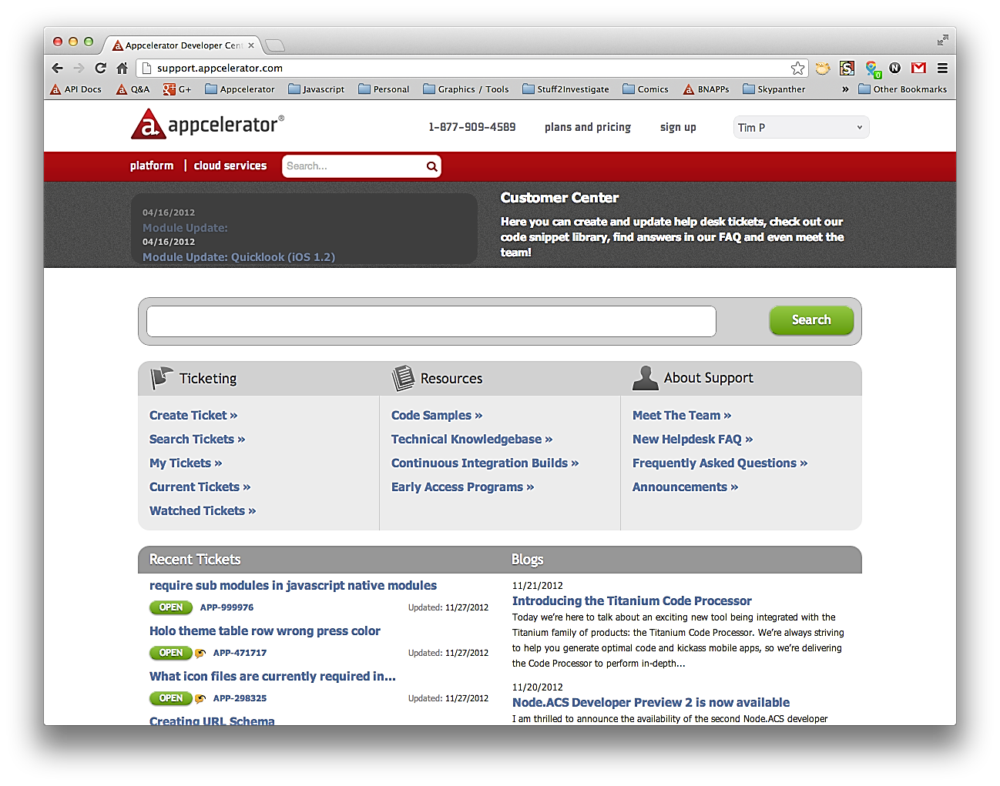 Appcelerator Developer Cent
support.appcelerator.com
API Docs Q&A G+ Appcelerator Javascript Personal Graphics / Tools Stuff2Investigate Comics BNAPPs Skypanther » Other Bookmarks
appcelerator® 1-877-909-4589 plans and pricing sign up Tim P
platform | cloud services Search...
04/16/2012
Module Update:
04/16/2012
Module Update: Quicklook (iOS 1.2)
Customer Center
Here you can create and update help desk tickets, check out our
code snippet library, find answers in our FAQ and even meet the
team!
Search
Ticketing
Create Ticket »
Search Tickets »
My Tickets »
Current Tickets »
Watched Tickets »
Resources
Code Samples »
Technical Knowledgebase »
Continuous Integration Builds »
Early Access Programs »
About Support
Meet The Team »
New Helpdesk FAQ »
Frequently Asked Questions »
Announcements »
Recent Tickets
require sub modules in javascript native modules
OPEN APP-999976 Updated: 11/27/2012
Holo theme table row wrong press color
OPEN APP-471717 Updated: 11/27/2012
What icon files are currently required in...
OPEN APP-298325 Updated: 11/27/2012
Creating URL Schema
Blogs
11/21/2012
Introducing the Titanium Code Processor
Today we're here to talk about an exciting new tool being integrated with the
Titanium family of products: the Titanium Code Processor. We're always striving
to help you generate optimal code and kickass mobile apps, so we're delivering
the Code Processor to perform in-depth...
11/20/2012
Node.ACS Developer Preview 2 is now available
I am thrilled to announce the availability of the second Node.ACS developer